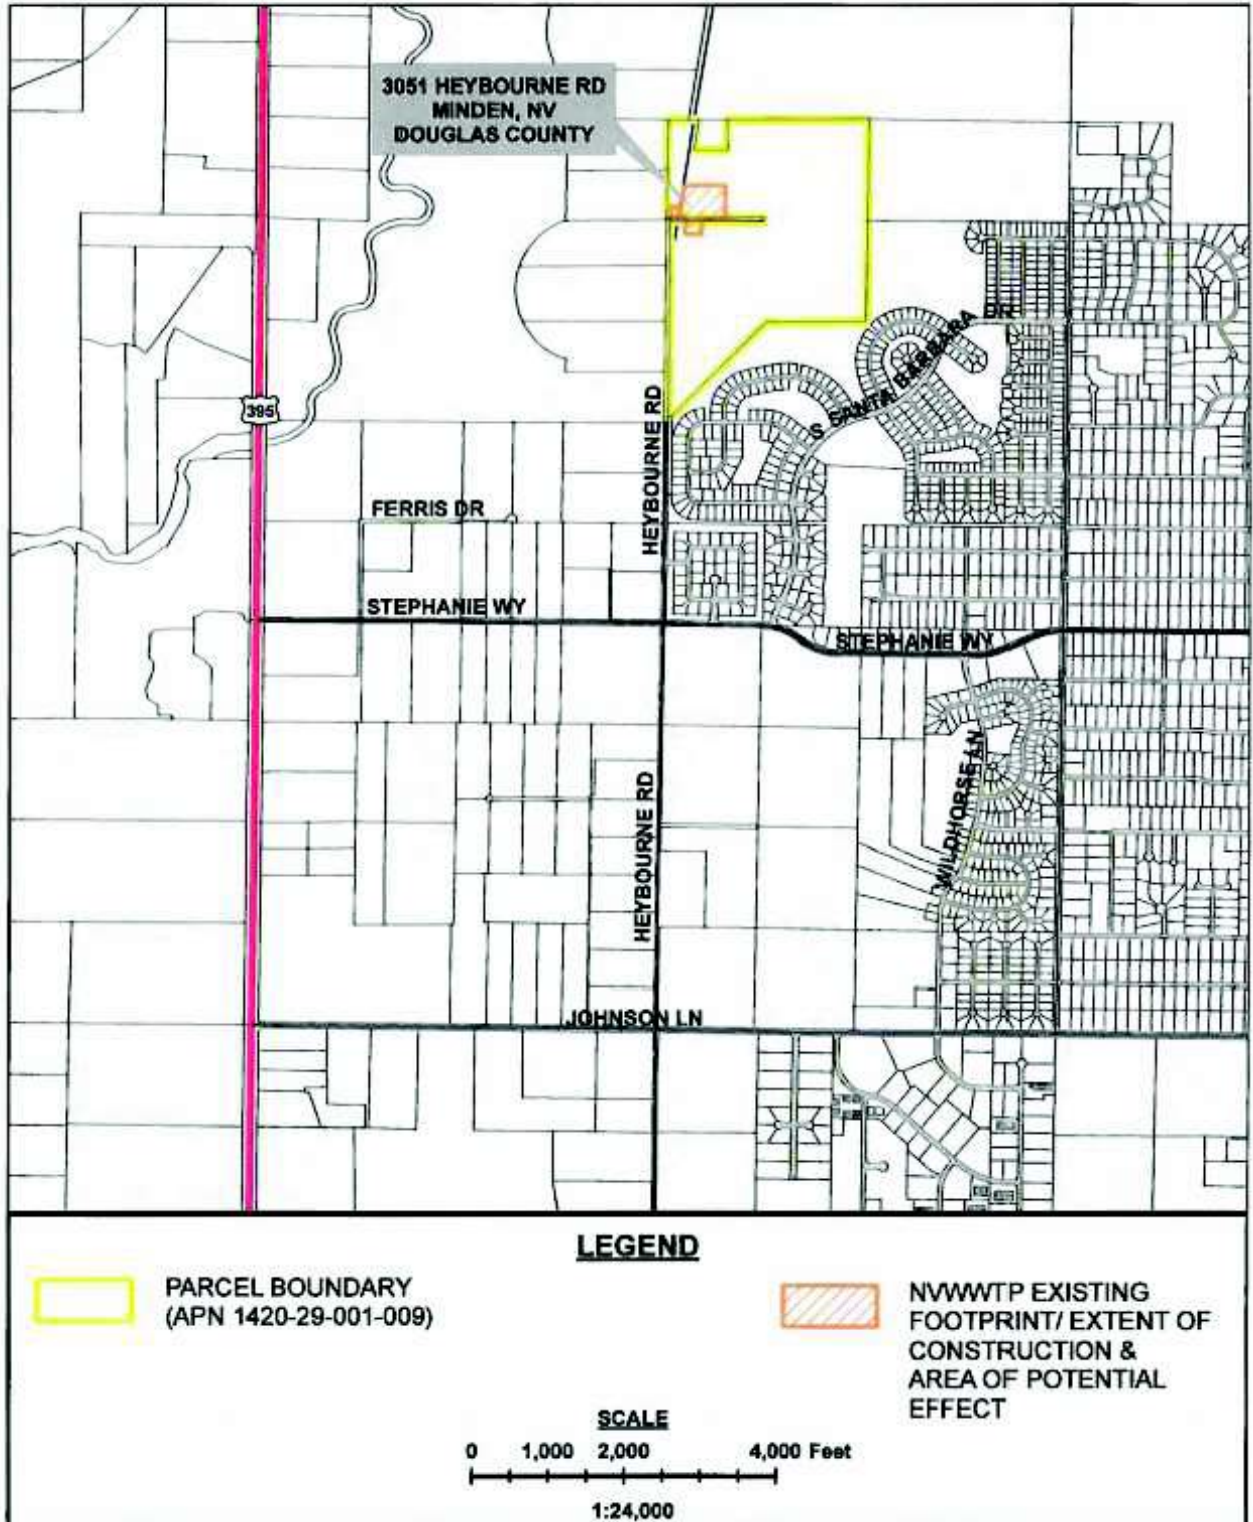 3051 HEYBOURNE RD
MINDEN, NV
DOUGLAS COUNTY
395
S SANTA BARBARA DR
HEYBOURNE RD
FERRIS DR
STEPHANIE WY
STEPHANIE WY
WILDHORSE LN
HEYBOURNE RD
JOHNSON LN
LEGEND
PARCEL BOUNDARY
(APN 1420-29-001-009)
NVWWTP EXISTING
FOOTPRINT/ EXTENT OF
CONSTRUCTION &
AREA OF POTENTIAL
EFFECT
SCALE
0 1,000 2,000 4,000 Feet
1:24,000